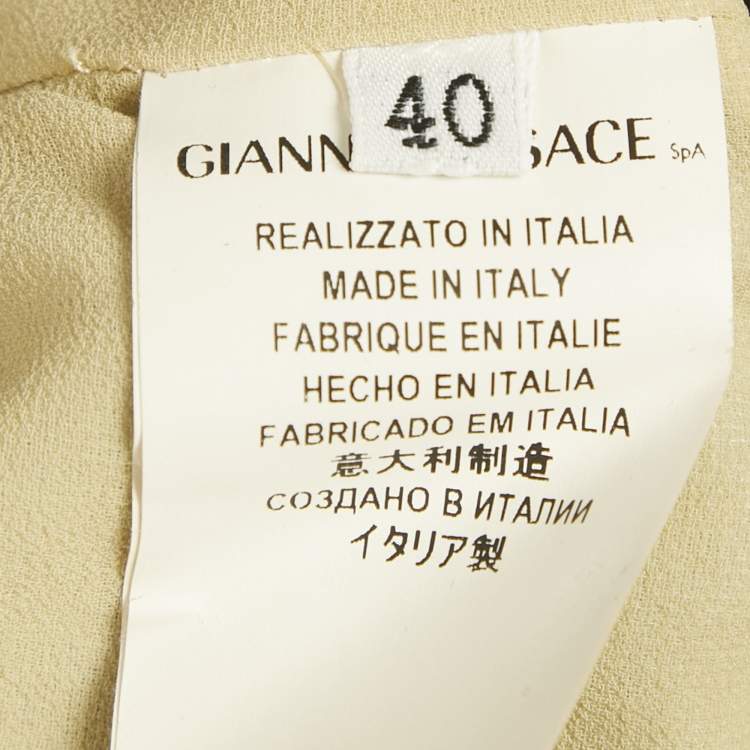 40
GIANN SACE SpA
REALIZZATO IN ITALIA
MADE IN ITALY
FABRIQUE EN ITALIE
HECHO EN ITALIA
FABRICADO EM ITALIA
意大利制造
СОЗДАНО В ИТАЛИИ
イタリア製